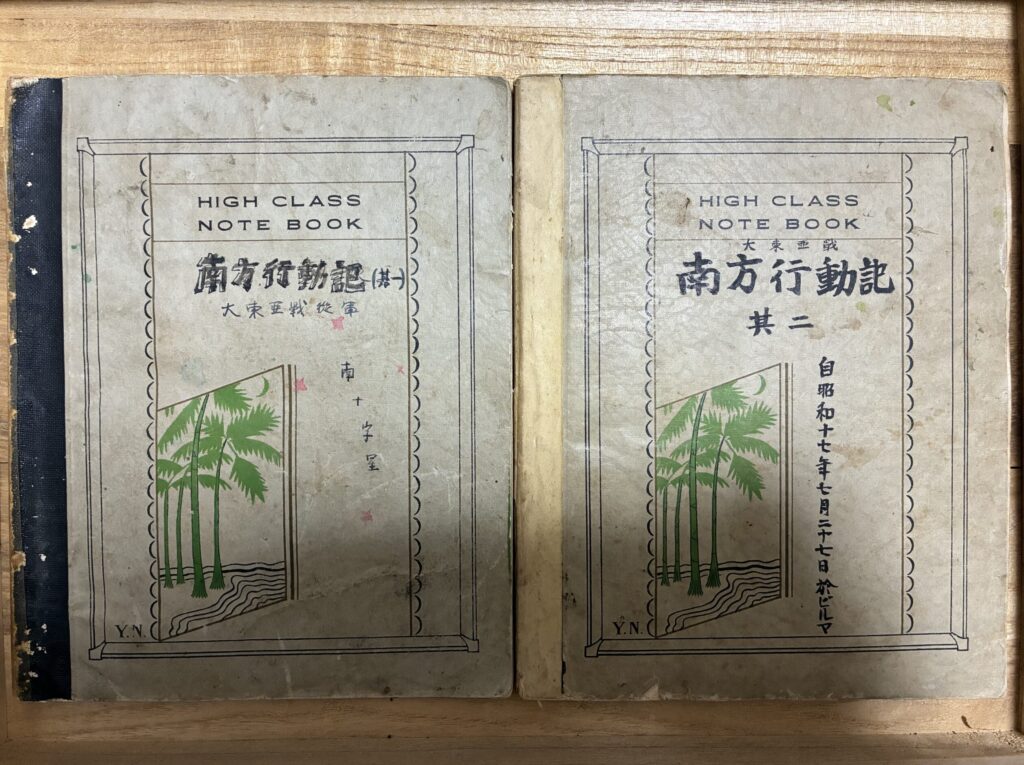 HIGH CLASS
NOTE BOOK
南方行動記(其一)
大東亜戦従軍
南十字星
Y.N.
HIGH CLASS
NOTE BOOK
大東亜戦
南方行動記
其二
自昭和十七年七月二十七日於ビルマ
Y.N.